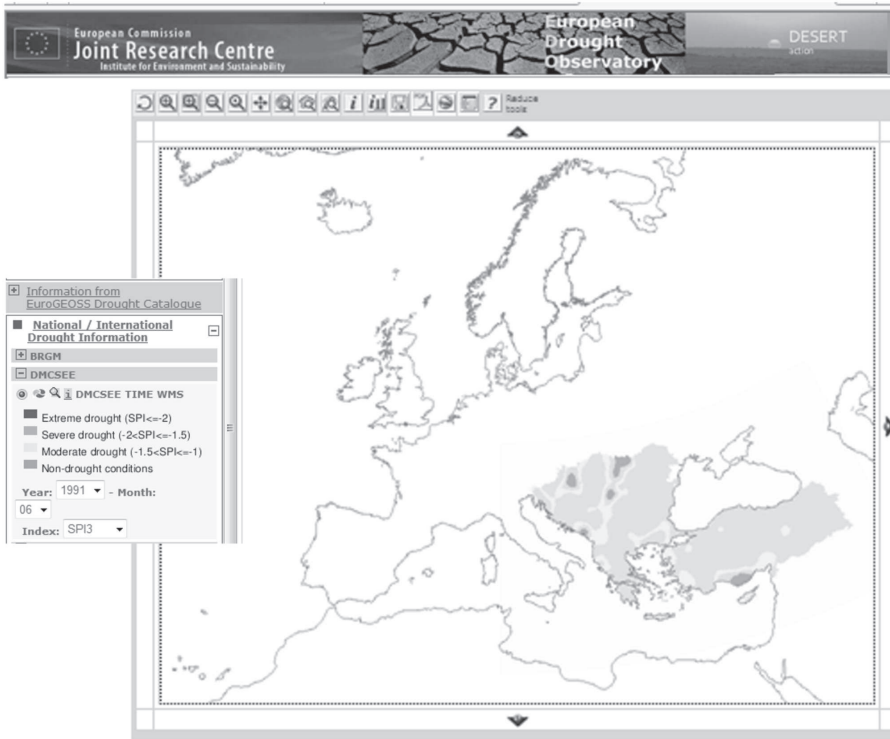 European Commission
Joint Research Centre
Institute for Environment and Sustainability
European
Drought
Observatory
DESERT
action
Reduce
tools
Information from
EuroGEOSS Drought Catalogue
National / International
Drought Information
BRGM
DMCSEE
DMCSEE TIME WMS
Extreme drought (SPI<=-2)
Severe drought (-2<SPI<=-1.5)
Moderate drought (-1.5<SPI<=-1)
Non-drought conditions
Year: 1991 - Month:
06
Index: SPI3